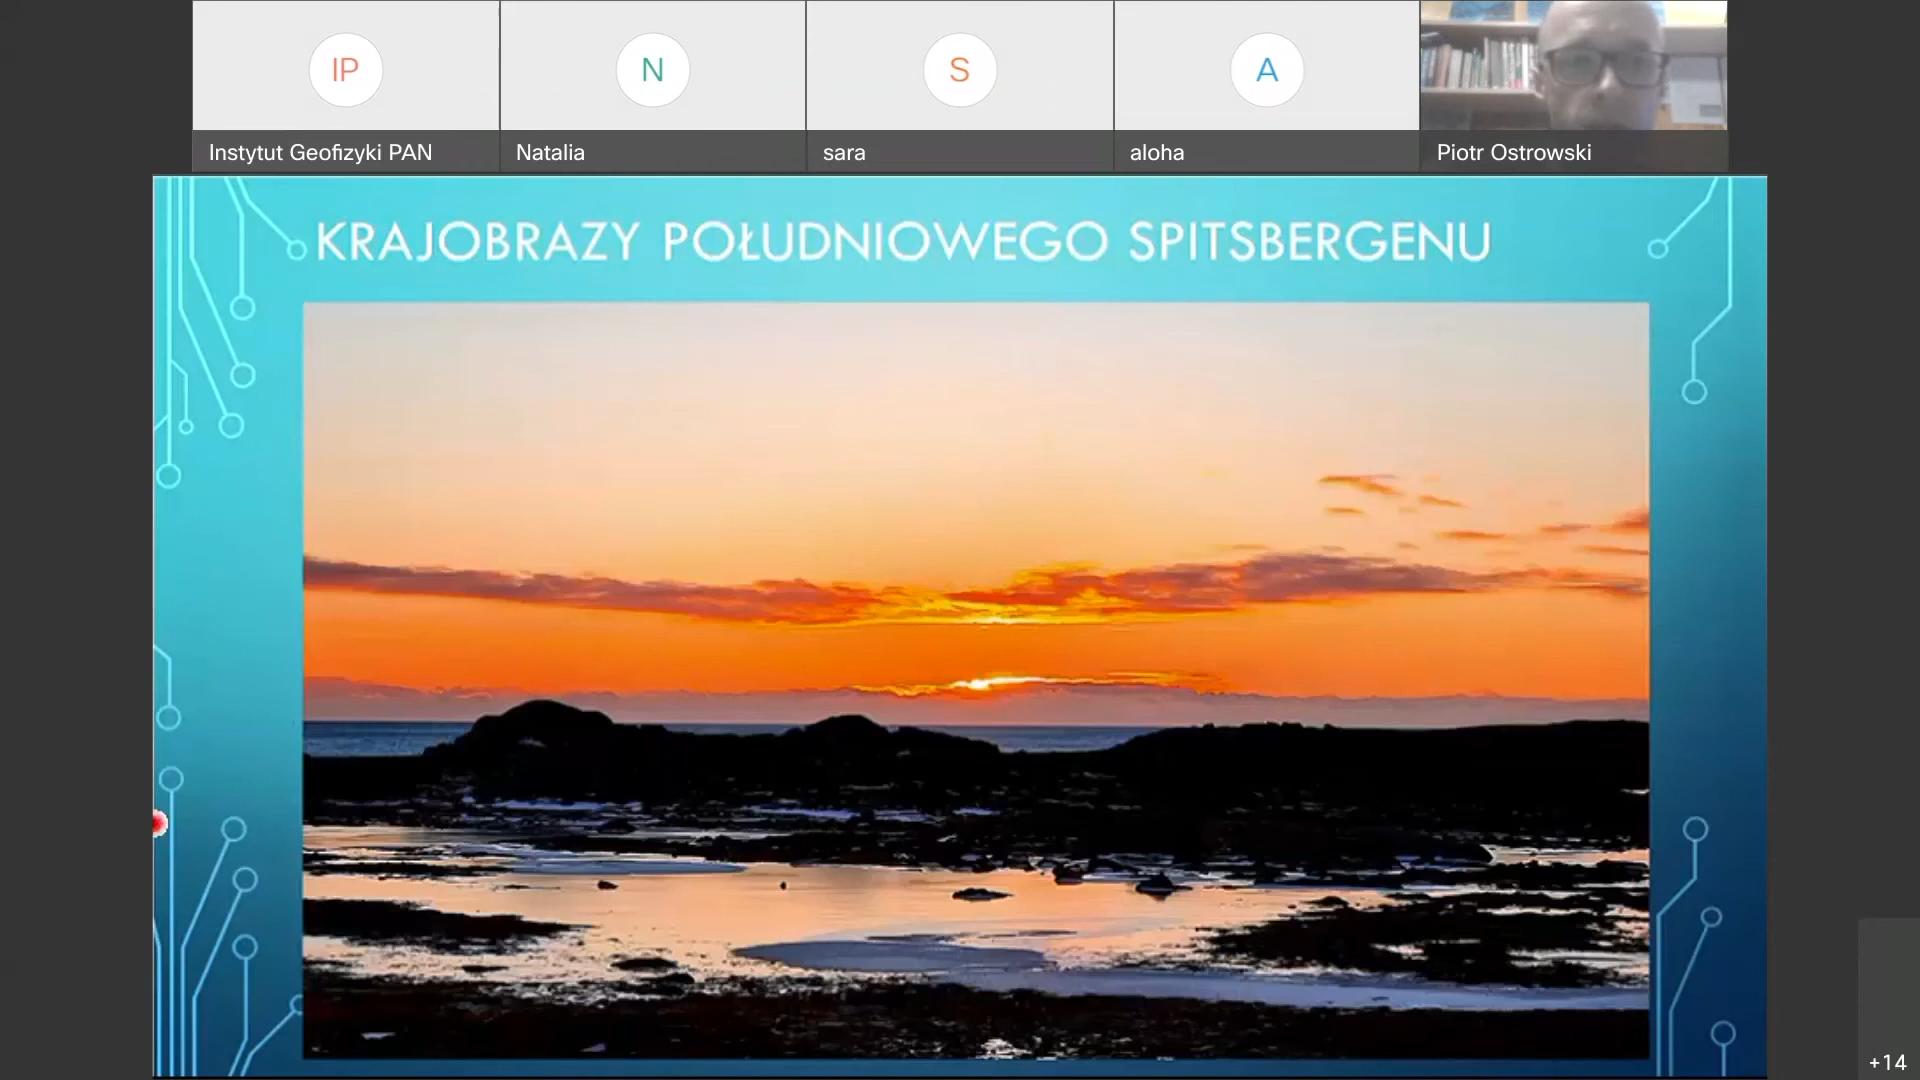 IP
N
S
A
Instytut Geofizyki PAN
Natalia
sara
aloha
Piotr Ostrowski
KRAJOBRAZY POŁUDNIOWEGO SPITSBERGENU
+14